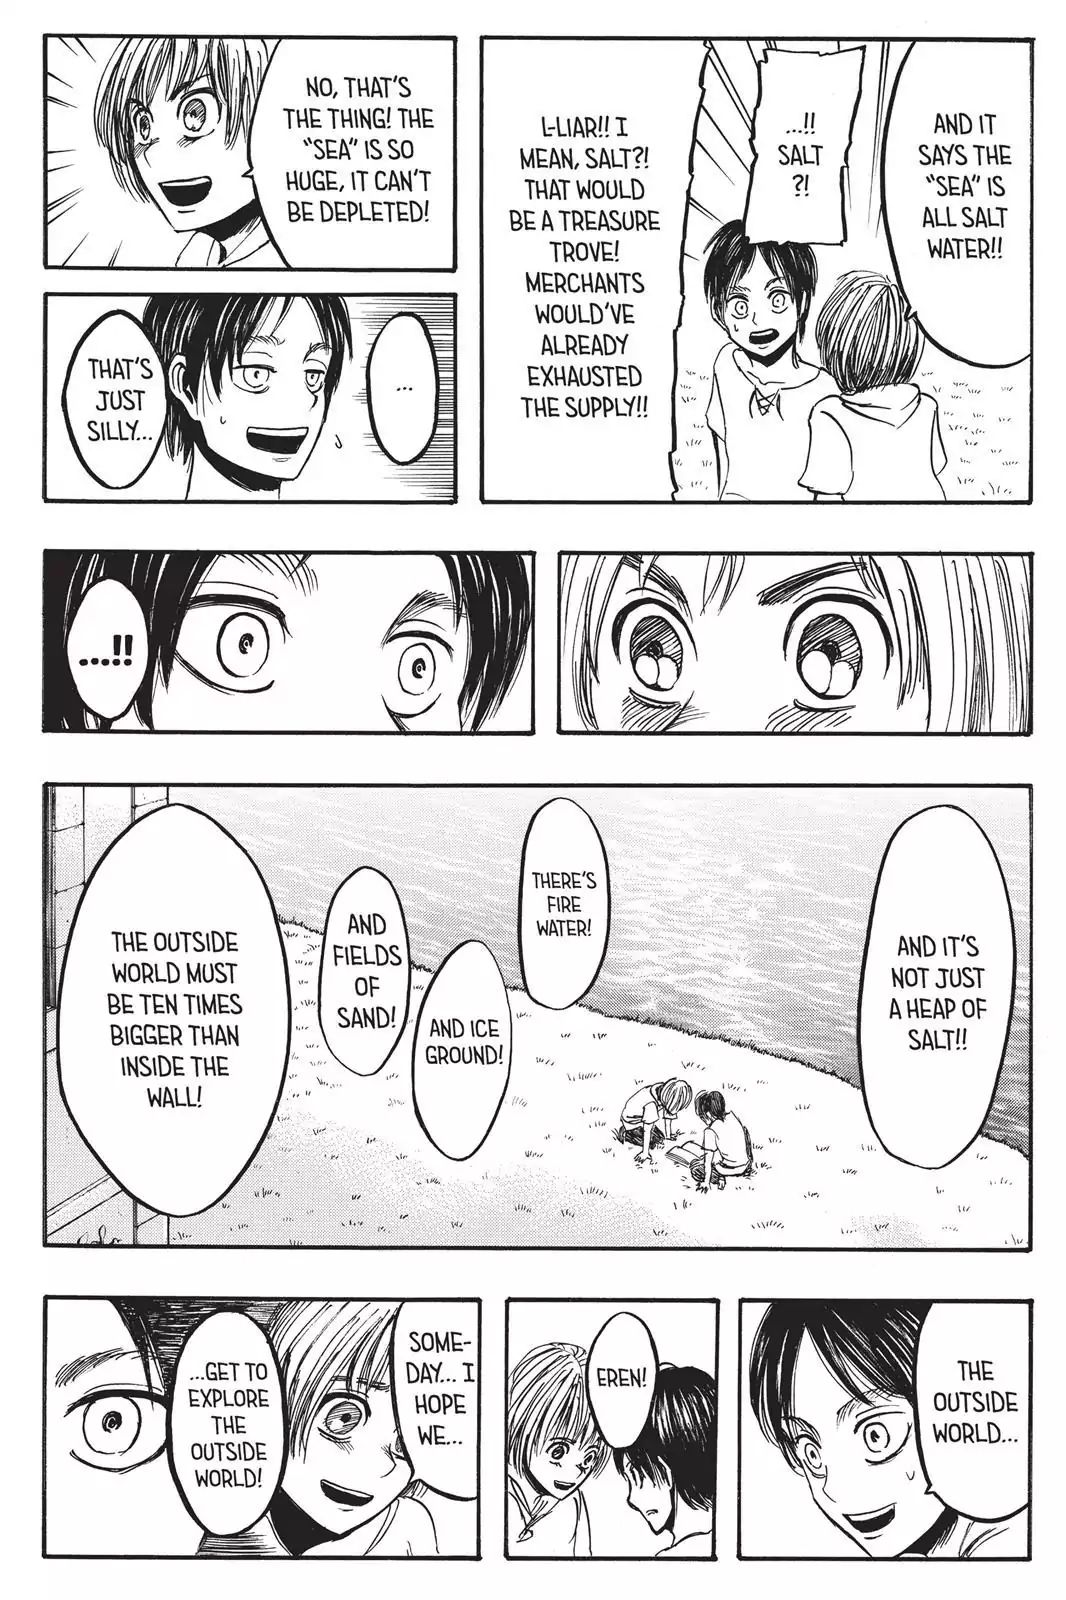 AND IT
SAYS THE
"SEA" IS
ALL SALT
WATER!!
...!!
SALT
?!
L-LIAR!! I
MEAN, SALT?!
THAT WOULD
BE A TREASURE
TROVE!
MERCHANTS
WOULD'VE
ALREADY
EXHAUSTED
THE SUPPLY!!
NO, THAT'S
THE THING! THE
"SEA" IS SO
HUGE, IT CAN'T
BE DEPLETED!
...
THAT'S
JUST
SILLY...
...!!
AND IT'S
NOT JUST
A HEAP OF
SALT!!
THERE'S
FIRE
WATER!
AND ICE
GROUND!
AND
FIELDS
OF
SAND!
THE OUTSIDE
WORLD MUST
BE TEN TIMES
BIGGER THAN
INSIDE THE
WALL!
THE
OUTSIDE
WORLD...
EREN!
SOME-
DAY... I
HOPE
WE...
...GET TO
EXPLORE
THE
OUTSIDE
WORLD!